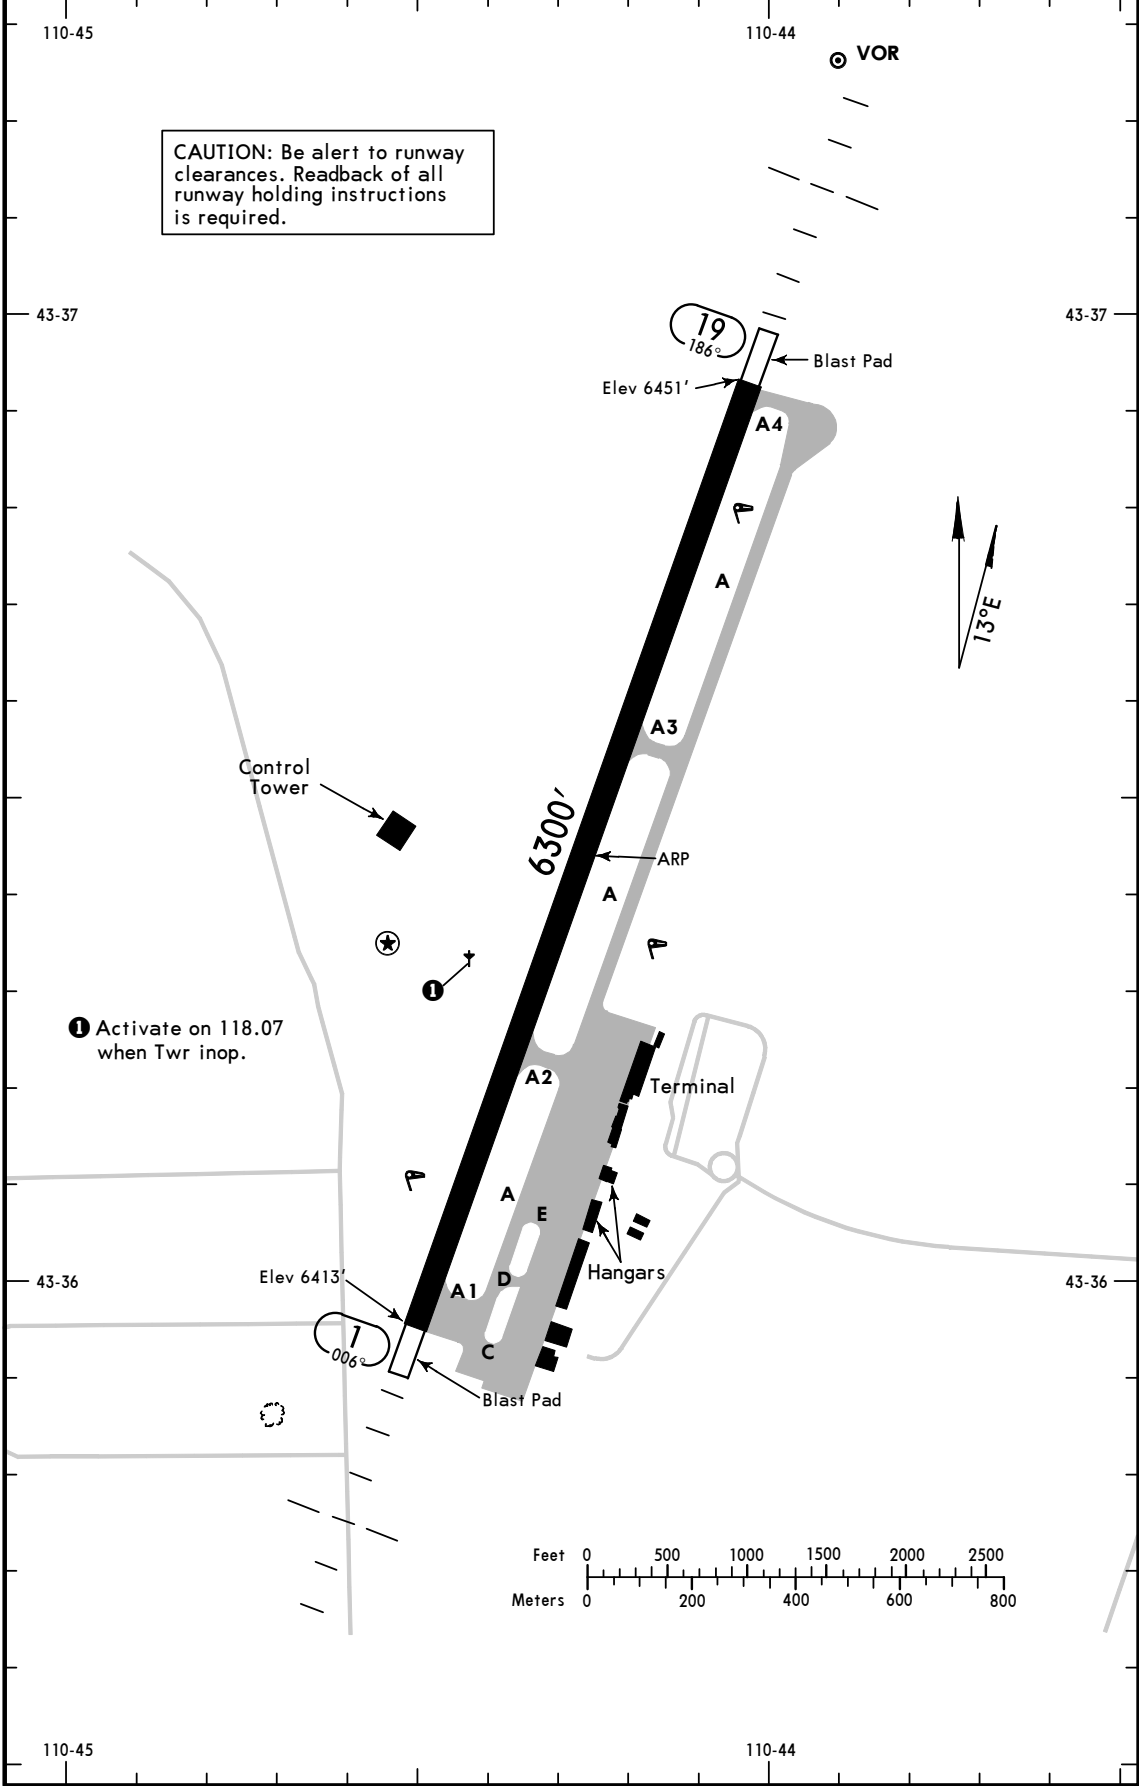 110-45
110-44
VOR
CAUTION: Be alert to runway
clearances. Readback of all
runway holding instructions
is required.
43-37
43-37
19
186°
Blast Pad
Elev 6451'
A4
A
13°E
A3
Control
Tower
6300'
ARP
A
1
1 Activate on 118.07
when Twr inop.
A2
Terminal
A
E
Elev 6413'
D
Hangars
43-36
43-36
A1
1
006°
C
Blast Pad
Feet 0 500 1000 1500 2000 2500
Meters 0 200 400 600 800
110-45
110-44